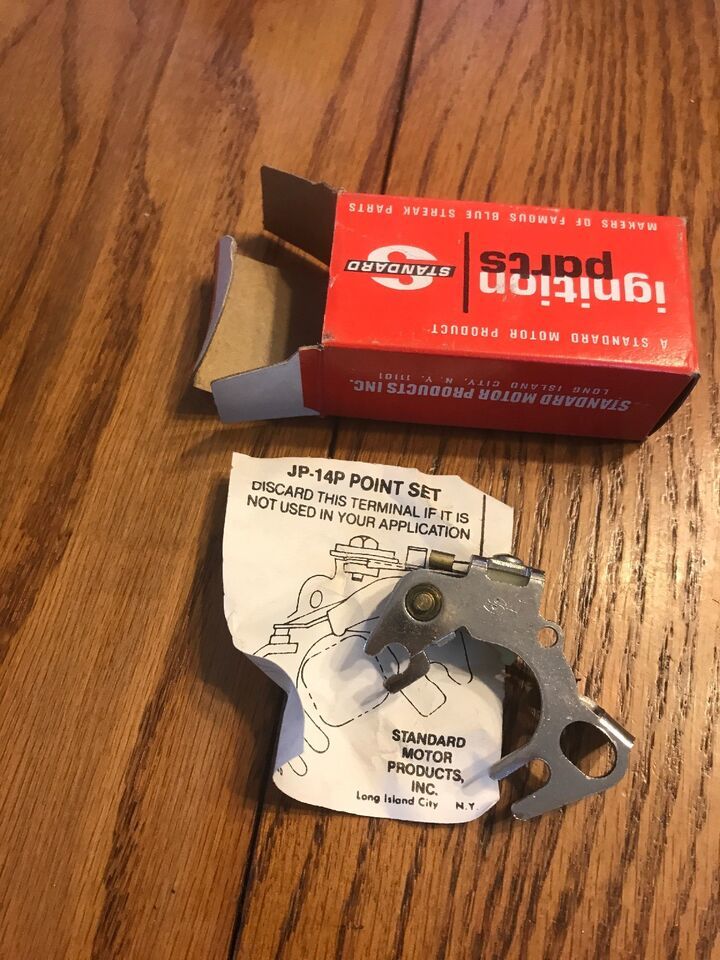 MAKERS OF FAMOUS BLUE STREAK PARTS
STANDARD
ignition
parts
A STANDARD MOTOR PRODUCT
STANDARD MOTOR PRODUCTS INC.
LONG ISLAND CITY, N. Y. 11101
JP-14P POINT SET
DISCARD THIS TERMINAL IF IT IS
NOT USED IN YOUR APPLICATION
STANDARD
MOTOR
PRODUCTS,
INC.
Long Island City N.Y.